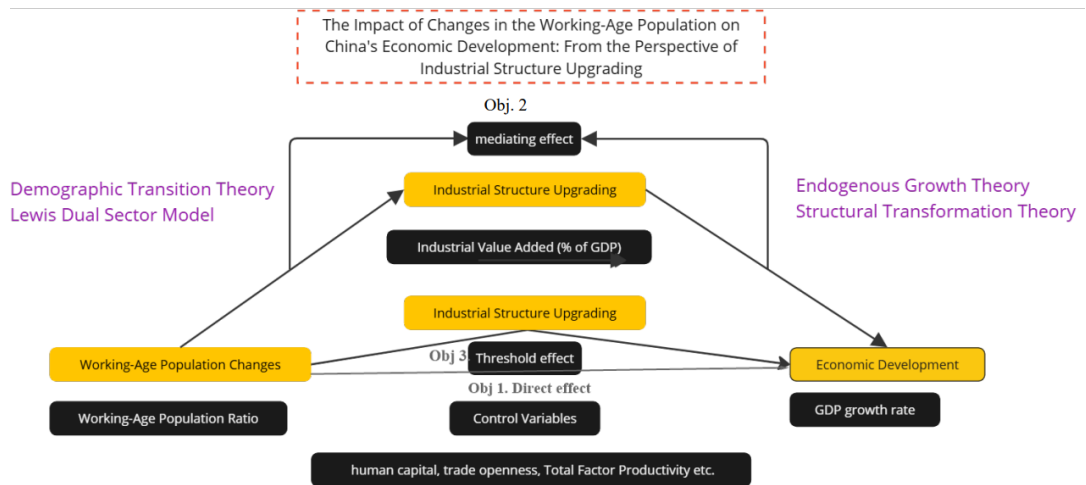 The Impact of Changes in the Working-Age Population on
China's Economic Development: From the Perspective of
Industrial Structure Upgrading
Obj. 2
mediating effect
Demographic Transition Theory
Lewis Dual Sector Model
Industrial Structure Upgrading
Endogenous Growth Theory
Structural Transformation Theory
Industrial Value Added (% of GDP)
Industrial Structure Upgrading
Working-Age Population Changes
Obj 3.
Threshold effect
Economic Development
Obj 1. Direct effect
Working-Age Population Ratio
Control Variables
GDP growth rate
human capital, trade openness, Total Factor Productivity etc.